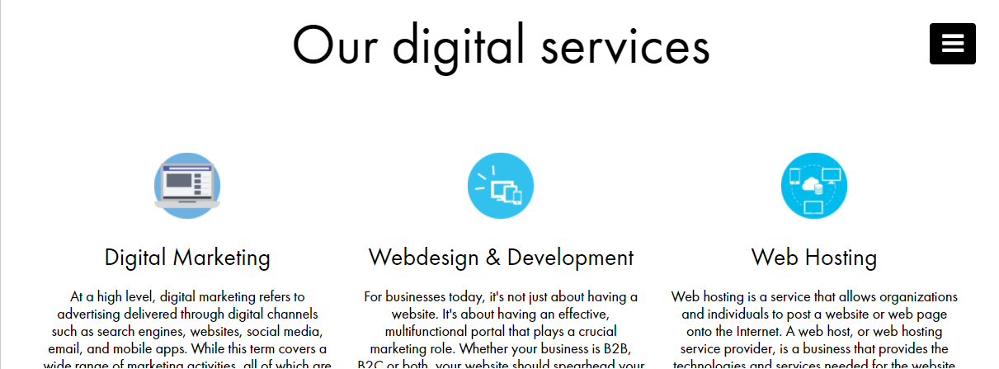 Our digital services
Digital Marketing
At a high level, digital marketing refers to
advertising delivered through digital channels
such as search engines, websites, social media,
email, and mobile apps. While this term covers a
wide range of marketing activities, all of which are
Webdesign & Development
For businesses today, it's not just about having a
website. It's about having an effective,
multifunctional portal that plays a crucial
marketing role. Whether your business is B2B,
B2C or both, your website should spearhead your
Web Hosting
Web hosting is a service that allows organizations
and individuals to post a website or web page
onto the Internet. A web host, or web hosting
service provider, is a business that provides the
technologies and services needed for the website